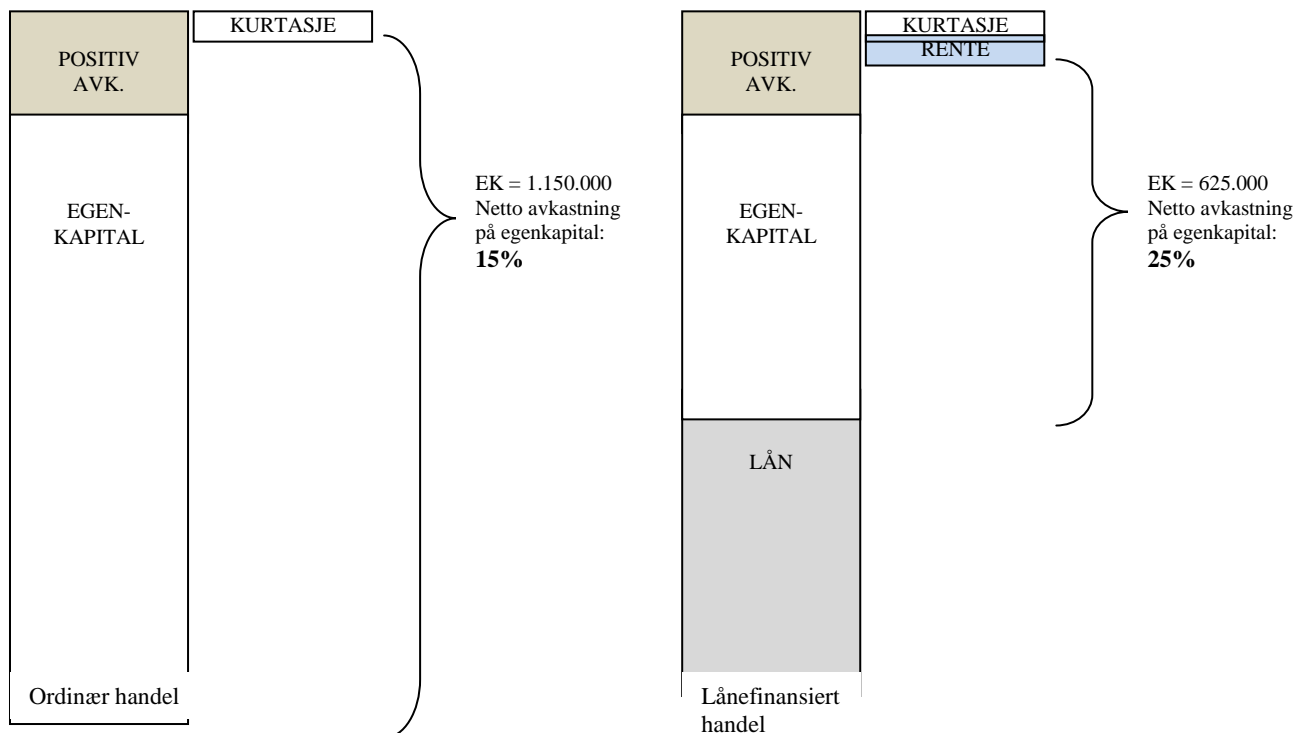 KURTASJE
POSITIV
AVK.
EGEN-
KAPITAL
EK = 1.150.000
Netto avkastning
på egenkapital:
15%
Ordinær handel
KURTASJE
RENTE
POSITIV
AVK.
EGEN-
KAPITAL
EK = 625.000
Netto avkastning
på egenkapital:
25%
LÅN
Lånefinansiert
handel